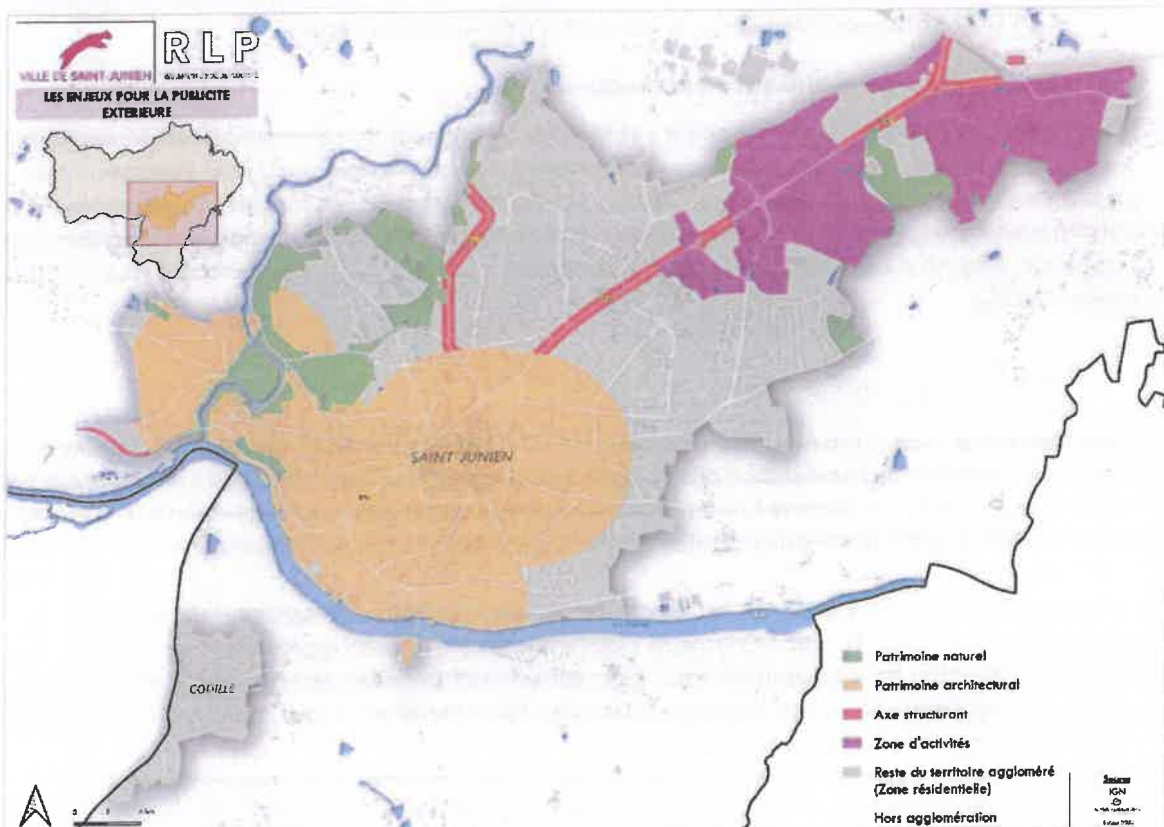 VILLE DE SAINT-JUNIEN
RLP
LES ENJEUX POUR LA PUBLICITE
EXTERIEURE
SAINT-JUNIEN
Patrimoine naturel
Patrimoine architectural
Axe structurant
Zone d'activités
Reste du territoire aggloméré
(Zone résidentielle)
Hors agglomération
Source
IGN